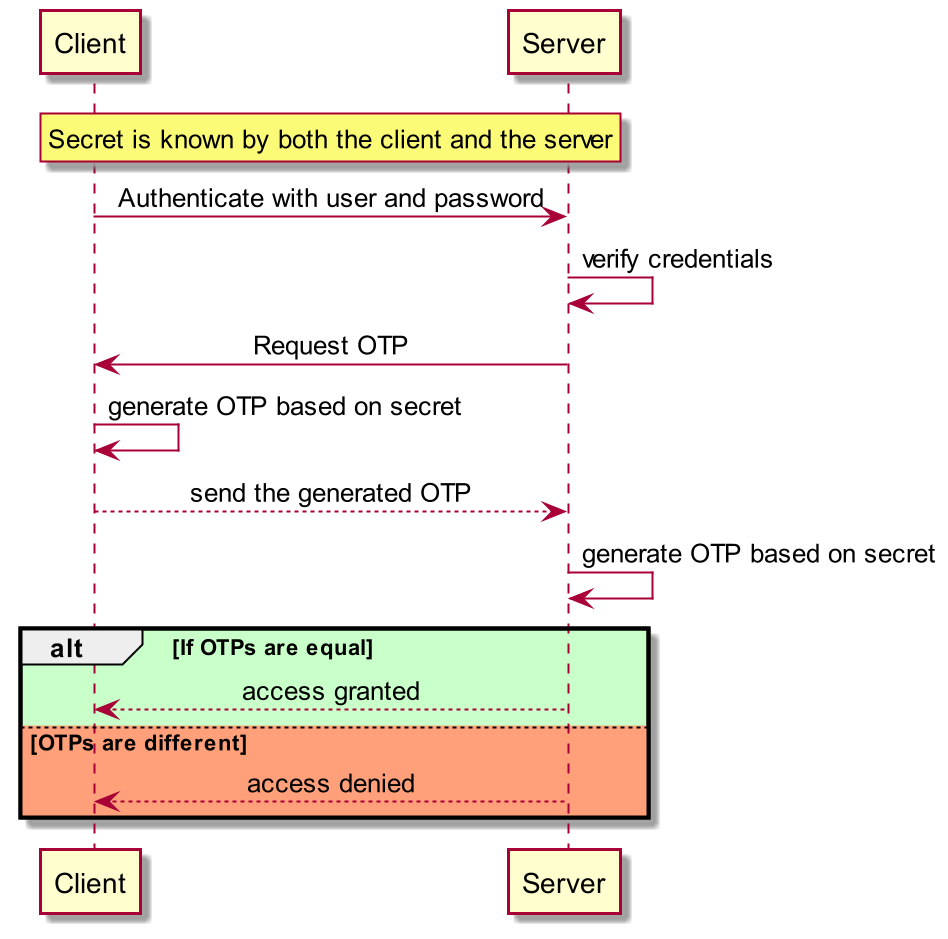 Client
Server
Secret is known by both the client and the server
Authenticate with user and password
verify credentials
Request OTP
generate OTP based on secret
send the generated OTP
generate OTP based on secret
alt
[If OTPs are equal]
access granted
[OTPs are different]
access denied
Client
Server